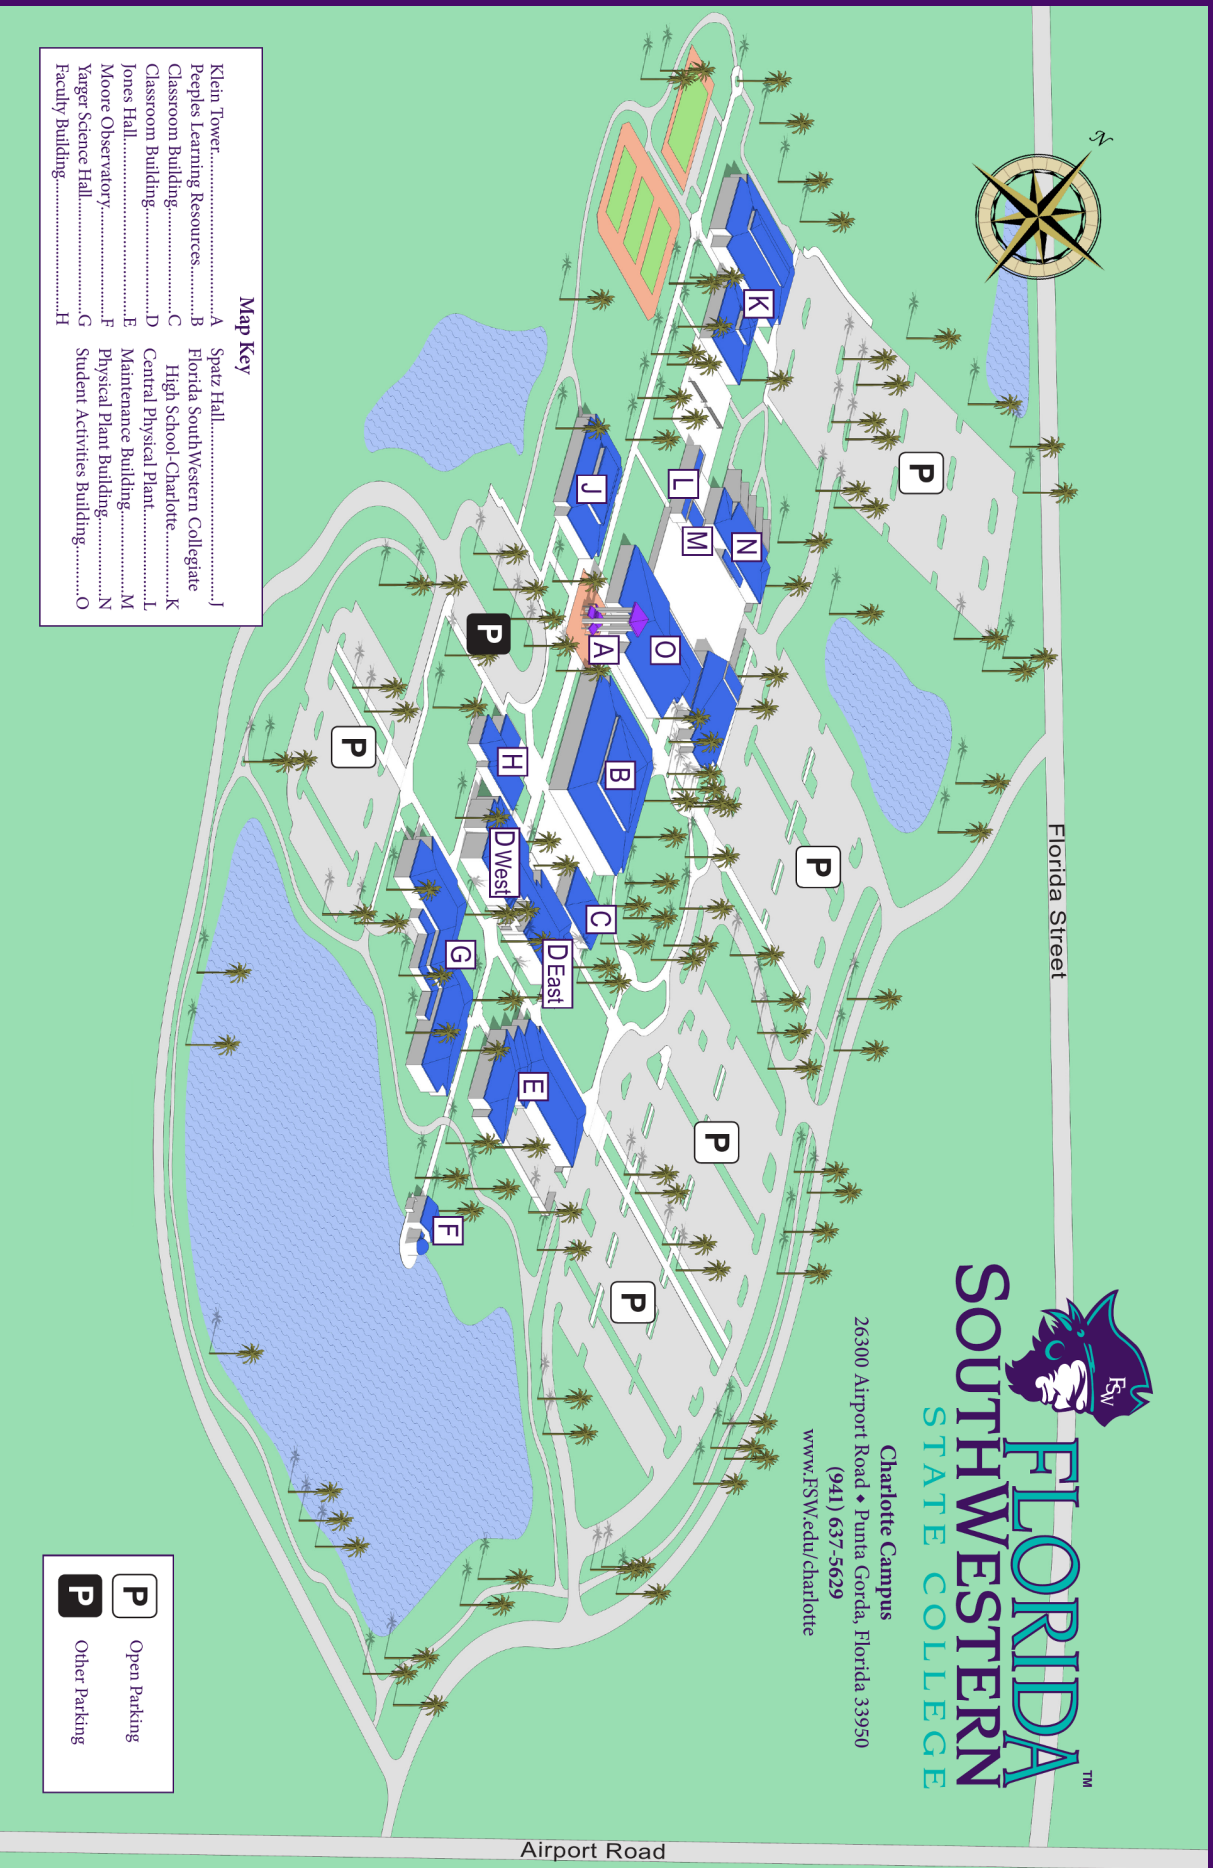 FLORIDA
SOUTHWESTERN™
STATE COLLEGE
FSW
Charlotte Campus
26300 Airport Road ♦ Punta Gorda, Florida 33950
(941) 637-5629
www.FSW.edu/charlotte
N
Florida Street
Airport Road
P
P
P
P
P
P
K
L
M
N
J
O
A
B
H
D West
C
D East
G
E
F
Map Key
Klein Tower....................................A
Peeples Learning Resources..........B
Classroom Building.......................C
Classroom Building.......................D
Jones Hall.......................................E
Moore Observatory.......................F
Yarger Science Hall........................G
Faculty Building.............................H
Spatz Hall.......................................J
Florida SouthWestern Collegiate
High School-Charlotte...............K
Central Physical Plant...................L
Maintenance Building..................M
Physical Plant Building.................N
Student Activities Building...........O
P Open Parking
P Other Parking